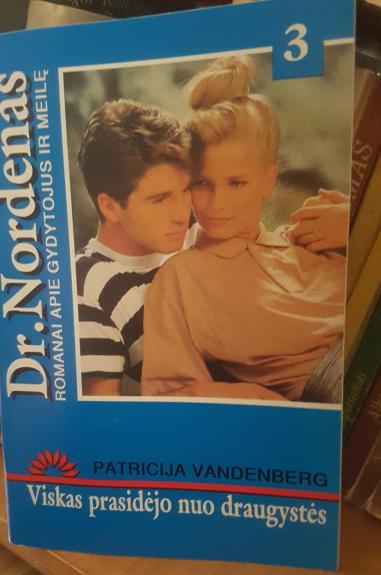 3
Dr.Nordenas
ROMANAI APIE GYDYTOJUS IR MEILĘ
PATRICIJA VANDENBERG
Viskas prasidėjo nuo draugystės